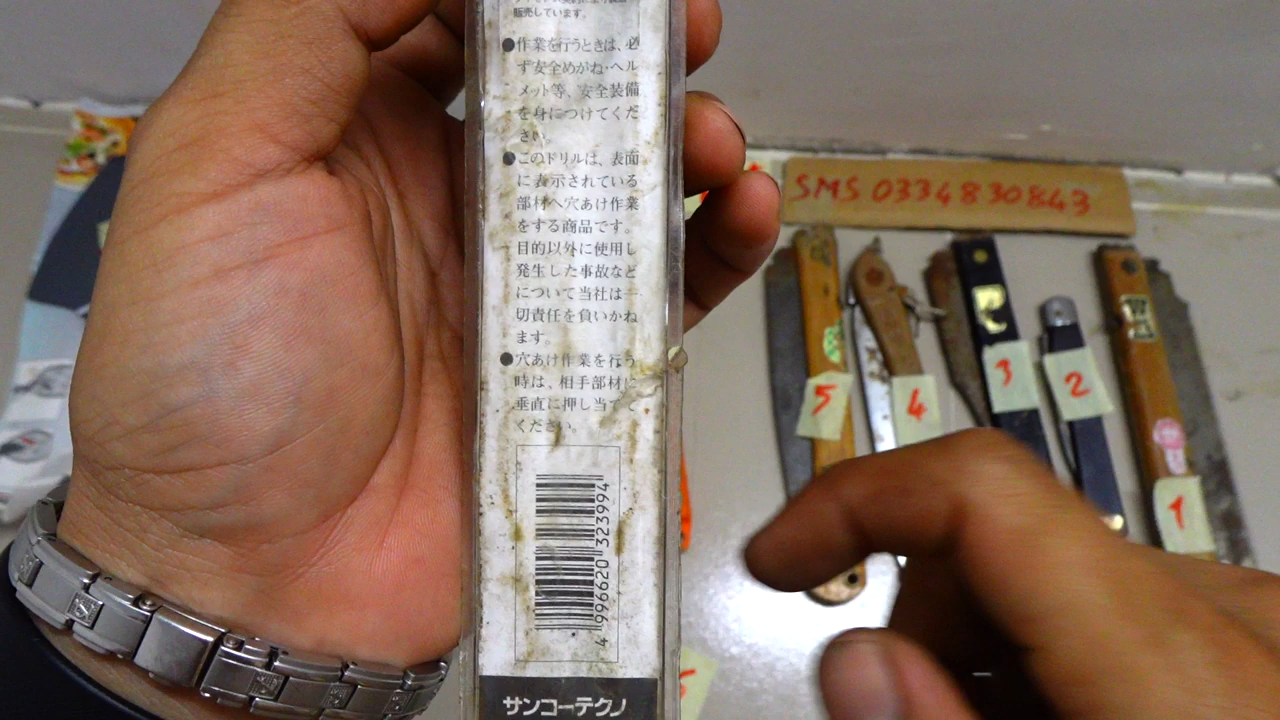 販売しています。
●作業を行うときは、必
ず安全めがね・ヘル
メット等、安全装備
を身につけてくだ
さい。
●このドリルは、表面
に表示されている
部材へ穴あけ作業
をする商品です。
目的以外に使用し
発生した事故など
について当社は一
切責任を負いかね
ます。
●穴あけ作業を行う
時は、相手部材に
垂直に押し当てて
ください。
4 996620 323994
サンコーテクノ
SMS 0334830843
5
4
3
2
1